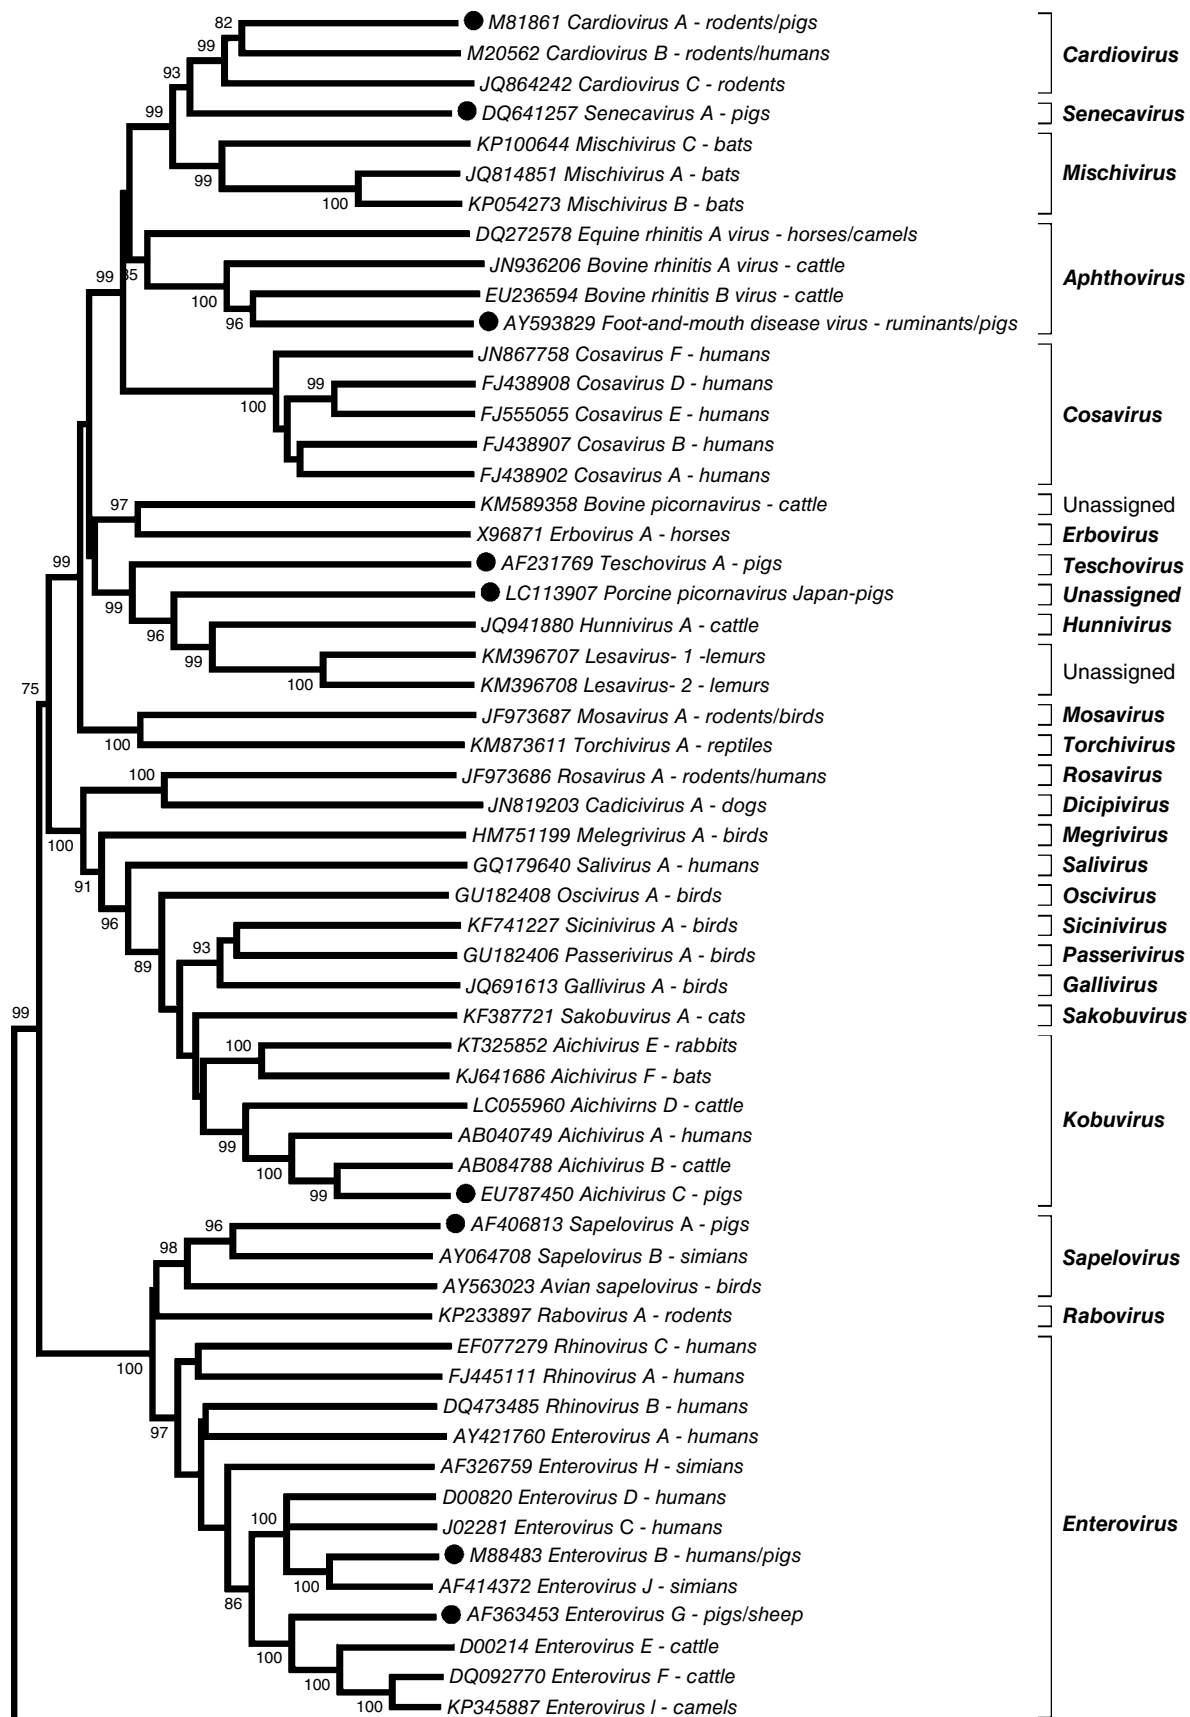 82
M81861 Cardiovirus A - rodents/pigs
99
M20562 Cardiovirus B - rodents/humans
Cardiovirus
93
JQ864242 Cardiovirus C - rodents
99
DQ641257 Senecavirus A - pigs
Senecavirus
KP100644 Mischivirus C - bats
99
JQ814851 Mischivirus A - bats
Mischivirus
100
KP054273 Mischivirus B - bats
DQ272578 Equine rhinitis A virus - horses/camels
99
85
JN936206 Bovine rhinitis A virus - cattle
Aphthovirus
100
EU236594 Bovine rhinitis B virus - cattle
96
AY593829 Foot-and-mouth disease virus - ruminants/pigs
JN867758 Cosavirus F - humans
99
FJ438908 Cosavirus D - humans
100
FJ555055 Cosavirus E - humans
Cosavirus
FJ438907 Cosavirus B - humans
FJ438902 Cosavirus A - humans
97
KM589358 Bovine picornavirus - cattle
Unassigned
X96871 Erbovirus A - horses
Erbovirus
99
AF231769 Teschovirus A - pigs
Teschovirus
99
LC113907 Porcine picornavirus Japan-pigs
Unassigned
96
JQ941880 Hunnivirus A - cattle
Hunnivirus
99
KM396707 Lesavirus- 1 -lemurs
Unassigned
100
KM396708 Lesavirus- 2 - lemurs
75
JF973687 Mosavirus A - rodents/birds
Mosavirus
100
KM873611 Torchivirus A - reptiles
Torchivirus
100
JF973686 Rosavirus A - rodents/humans
Rosavirus
JN819203 Cadicivirus A - dogs
Dicipivirus
100
HM751199 Melegrivirus A - birds
Megrivirus
91
GQ179640 Salivirus A - humans
Salivirus
96
GU182408 Oscivirus A - birds
Oscivirus
KF741227 Sicinivirus A - birds
Sicinivirus
93
89
GU182406 Passerivirus A - birds
Passerivirus
JQ691613 Gallivirus A - birds
Gallivirus
99
KF387721 Sakobuvirus A - cats
Sakobuvirus
100
KT325852 Aichivirus E - rabbits
KJ641686 Aichivirus F - bats
LC055960 Aichivirns D - cattle
Kobuvirus
99
AB040749 Aichivirus A - humans
100
AB084788 Aichivirus B - cattle
99
EU787450 Aichivirus C - pigs
96
AF406813 Sapelovirus A - pigs
98
AY064708 Sapelovirus B - simians
Sapelovirus
AY563023 Avian sapelovirus - birds
KP233897 Rabovirus A - rodents
Rabovirus
100
EF077279 Rhinovirus C - humans
FJ445111 Rhinovirus A - humans
DQ473485 Rhinovirus B - humans
97
AY421760 Enterovirus A - humans
AF326759 Enterovirus H - simians
D00820 Enterovirus D - humans
100
J02281 Enterovirus C - humans
Enterovirus
M88483 Enterovirus B - humans/pigs
100
AF414372 Enterovirus J - simians
86
AF363453 Enterovirus G - pigs/sheep
100
D00214 Enterovirus E - cattle
100
DQ092770 Enterovirus F - cattle
100
KP345887 Enterovirus I - camels